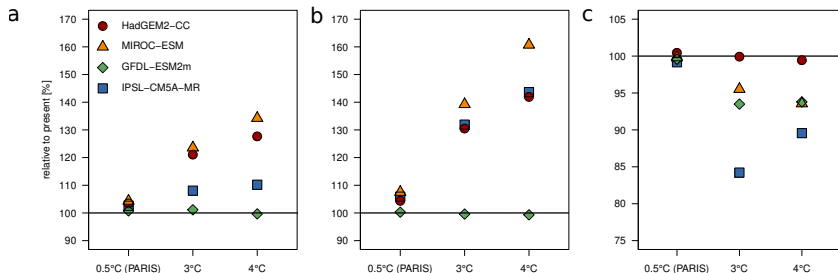 a
HadGEM2−CC
MIROC−ESM
GFDL−ESM2m
IPSL−CM5A−MR
relative to present [%]
170
160
150
140
130
120
110
100
90
0.5°C (PARIS)
3°C
4°C
b
170
160
150
140
130
120
110
100
90
0.5°C (PARIS)
3°C
4°C
c
105
100
95
90
85
80
75
0.5°C (PARIS)
3°C
4°C